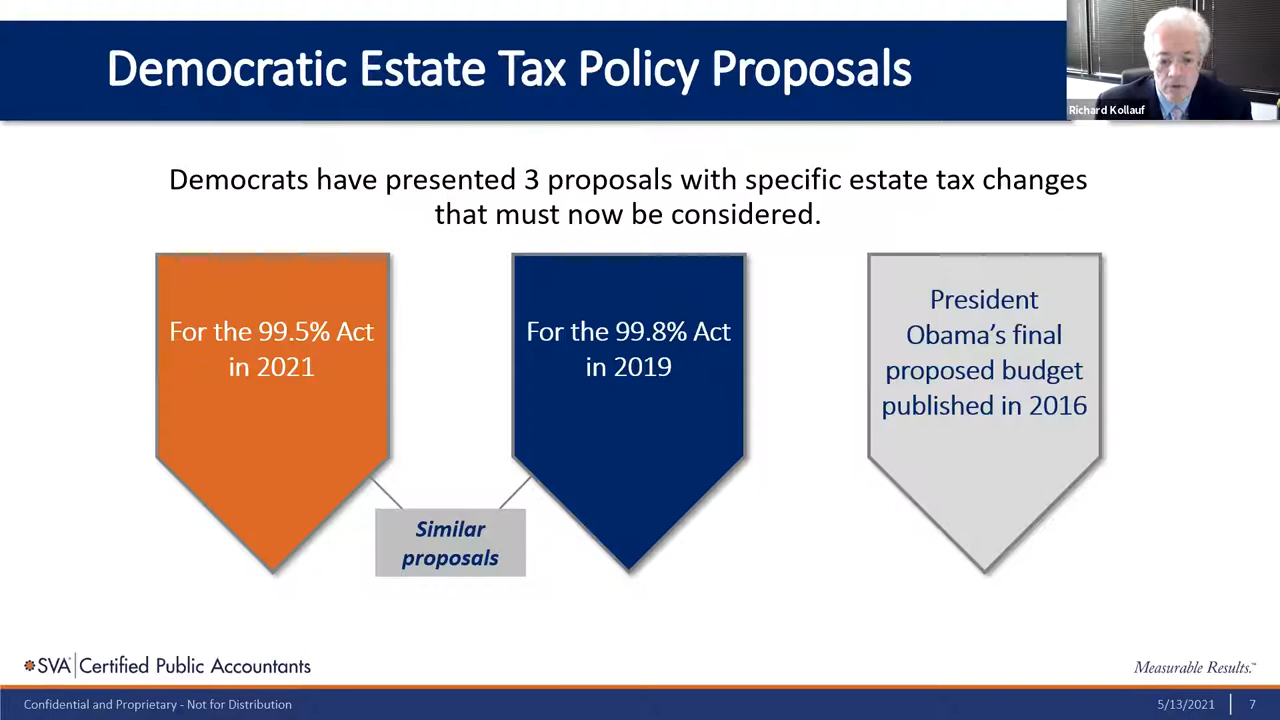 Democratic Estate Tax Policy Proposals
Richard Kollauf
Democrats have presented 3 proposals with specific estate tax changes
that must now be considered.
For the 99.5% Act
in 2021
For the 99.8% Act
in 2019
President
Obama’s final
proposed budget
published in 2016
Similar
proposals
SVA Certified Public Accountants
Measurable Results.™
Confidential and Proprietary - Not for Distribution
5/13/2021
7